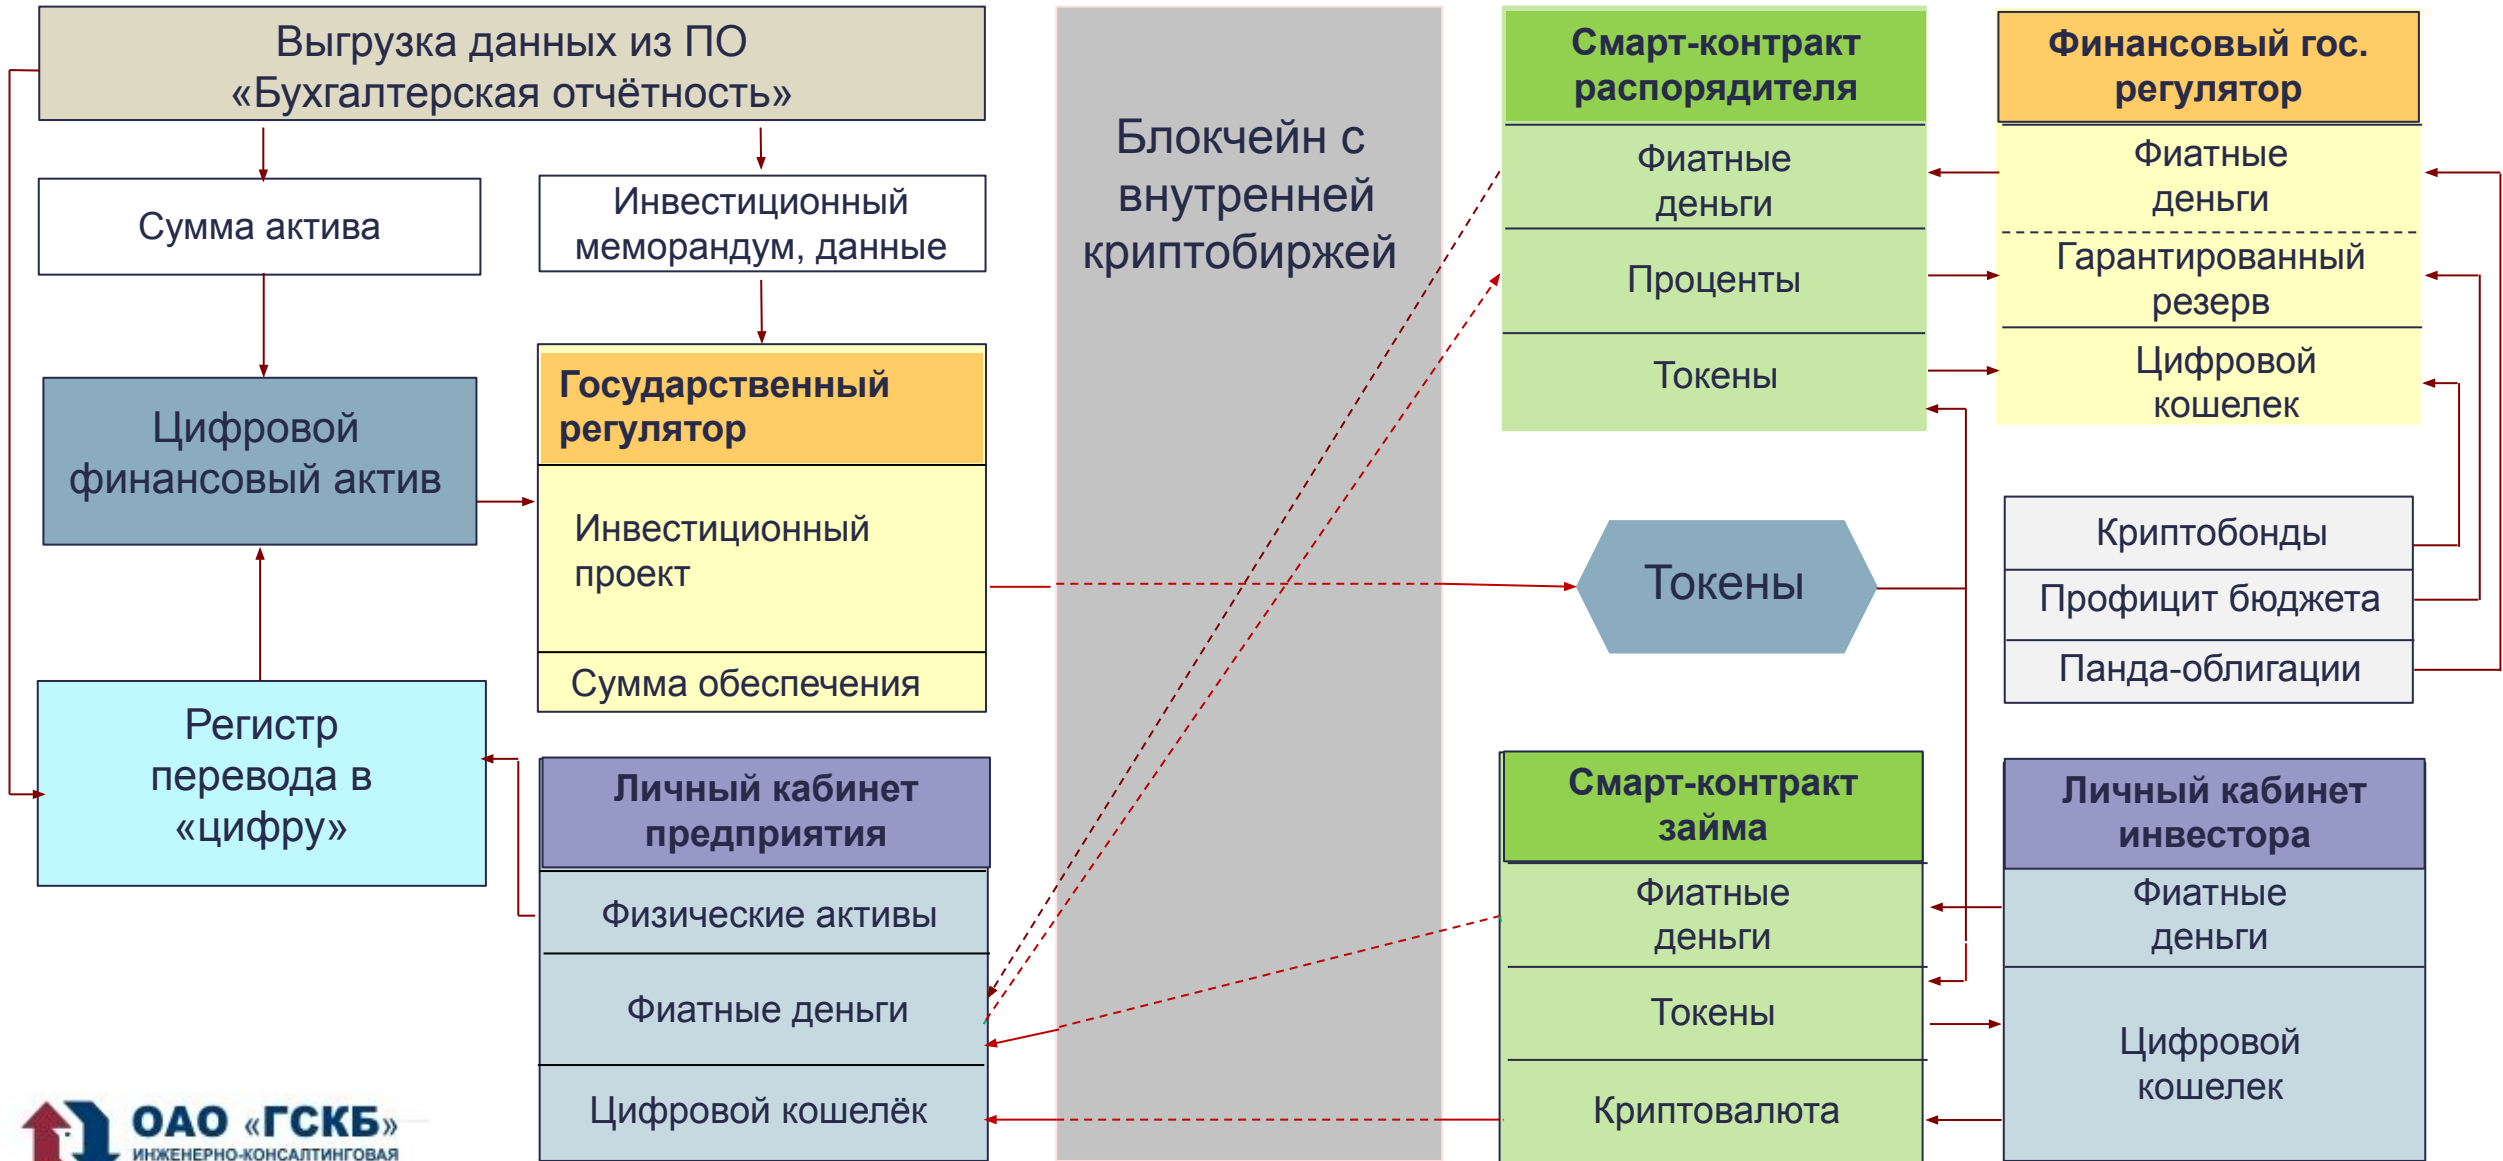 Выгрузка данных из ПО
«Бухгалтерская отчётность»
Сумма актива
Инвестиционный
меморандум, данные
Цифровой
финансовый актив
Государственный
регулятор
Инвестиционный
проект
Сумма обеспечения
Регистр
перевода в
«цифру»
Личный кабинет
предприятия
Физические активы
Фиатные деньги
Цифровой кошелёк
ОАО «ГСКБ»
ИНЖЕНЕРНО-КОНСАЛТИНГОВАЯ
Блокчейн с
внутренней
криптобиржей
Смарт-контракт
распорядителя
Фиатные
деньги
Проценты
Токены
Финансовый гос.
регулятор
Фиатные
деньги
Гарантированный
резерв
Цифровой
кошелек
Токены
Криптобонды
Профицит бюджета
Панда-облигации
Смарт-контракт
займа
Фиатные
деньги
Токены
Криптовалюта
Личный кабинет
инвестора
Фиатные
деньги
Цифровой
кошелек